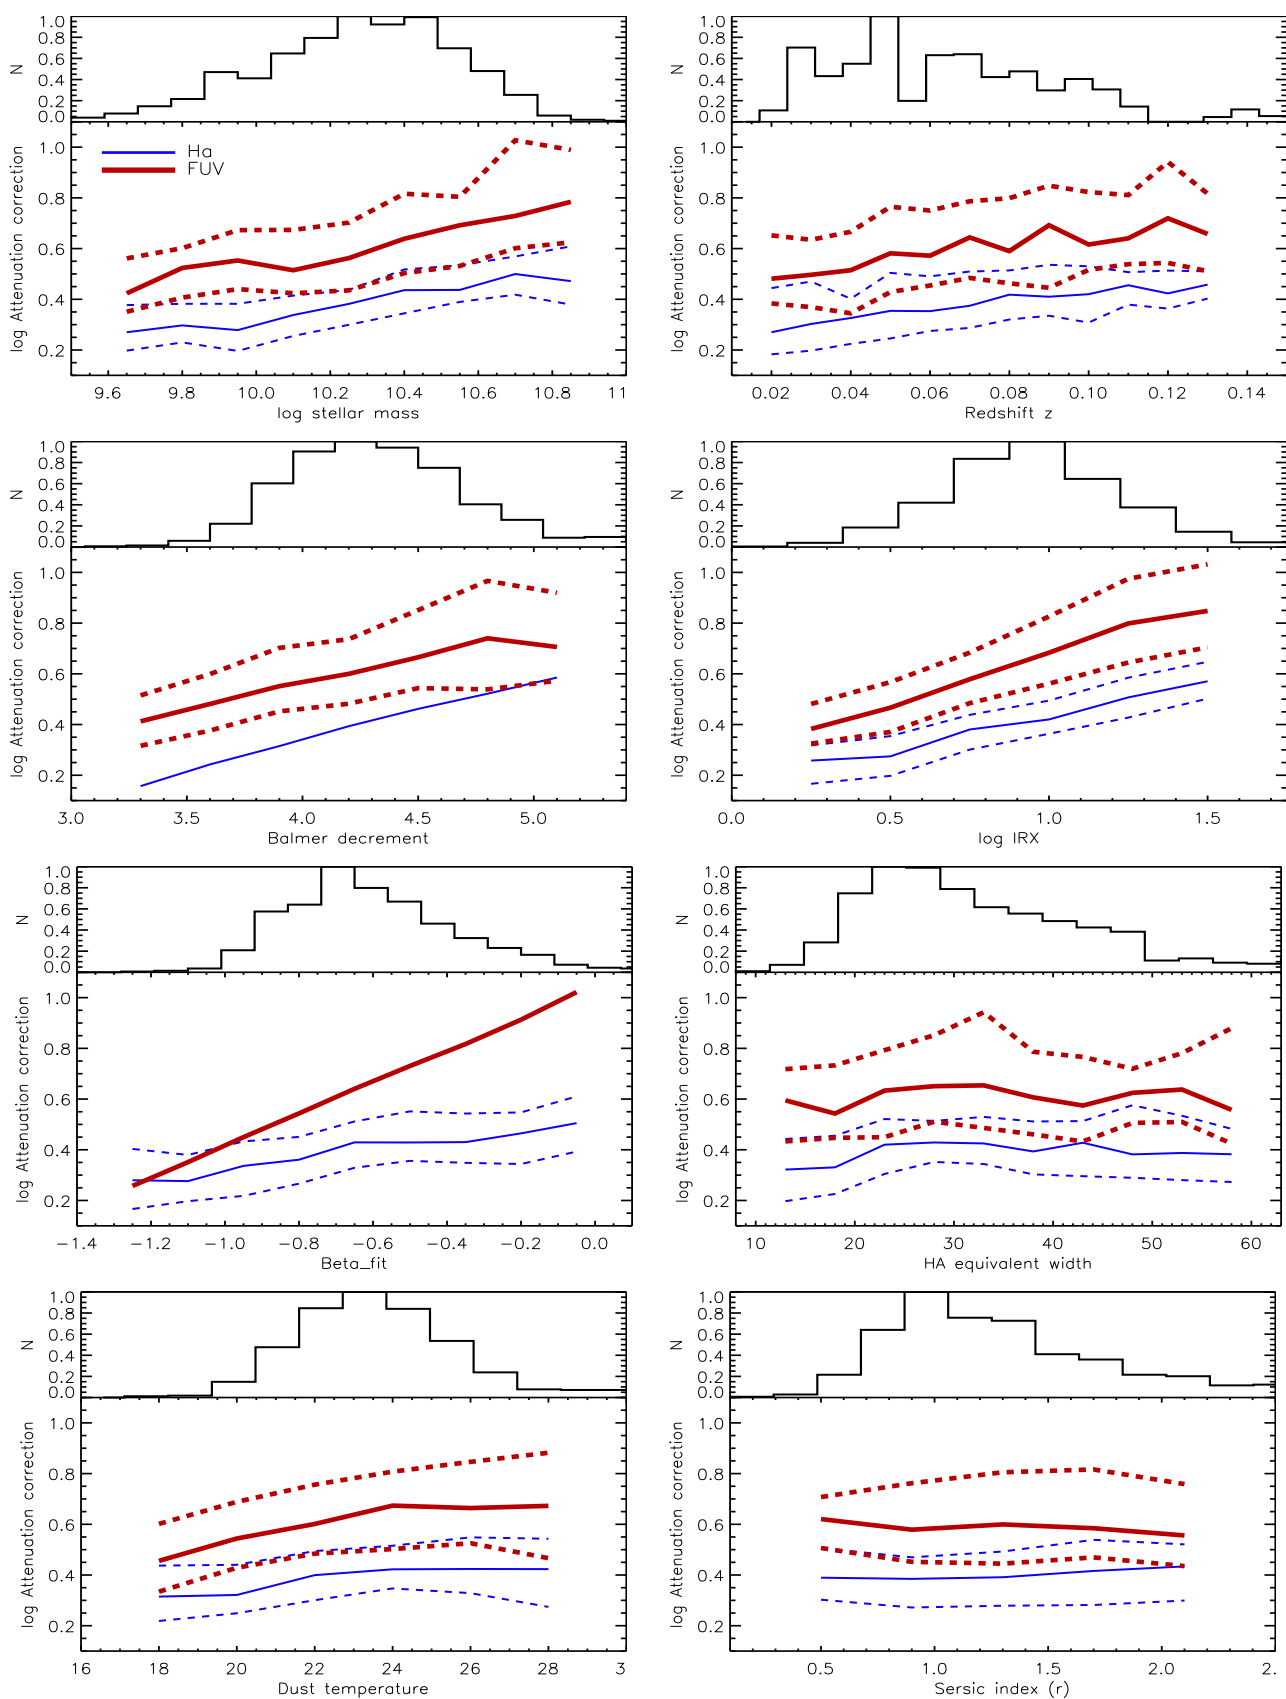 1.0
0.8
0.6
0.4
0.2
0.0
N
1.0
0.8
0.6
0.4
0.2
0.0
N
Ha
FUV
1.0
0.8
0.6
0.4
0.2
log Attenuation correction
9.6 9.8 10.0 10.2 10.4 10.6 10.8 11
log stellar mass
1.0
0.8
0.6
0.4
0.2
log Attenuation correction
0.02 0.04 0.06 0.08 0.10 0.12 0.14
Redshift z
1.0
0.8
0.6
0.4
0.2
0.0
N
1.0
0.8
0.6
0.4
0.2
0.0
N
1.0
0.8
0.6
0.4
0.2
log Attenuation correction
3.0 3.5 4.0 4.5 5.0
Balmer decrement
1.0
0.8
0.6
0.4
0.2
log Attenuation correction
0.0 0.5 1.0 1.5
log IRX
1.0
0.8
0.6
0.4
0.2
0.0
N
1.0
0.8
0.6
0.4
0.2
0.0
N
1.0
0.8
0.6
0.4
0.2
log Attenuation correction
−1.4 −1.2 −1.0 −0.8 −0.6 −0.4 −0.2 0.0
Beta_fit
1.0
0.8
0.6
0.4
0.2
log Attenuation correction
10 20 30 40 50 60
HA equivalent width
1.0
0.8
0.6
0.4
0.2
0.0
N
1.0
0.8
0.6
0.4
0.2
0.0
N
1.0
0.8
0.6
0.4
0.2
log Attenuation correction
16 18 20 22 24 26 28 3
Dust temperature
1.0
0.8
0.6
0.4
0.2
log Attenuation correction
0.5 1.0 1.5 2.0 2.
Sersic index (r)